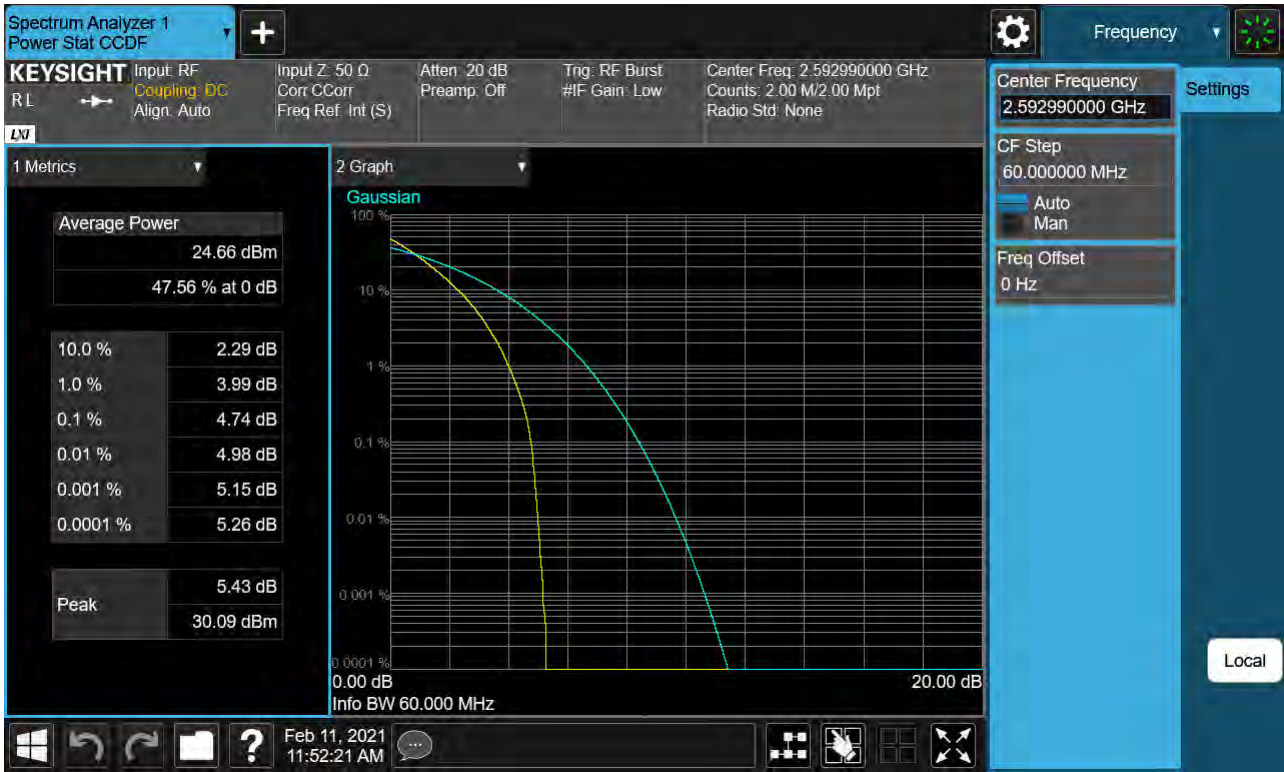 Spectrum Analyzer 1
Power Stat CCDF
+
Frequency
KEYSIGHT
Input: RF
Input Z: 50 Ω
Atten: 20 dB
Trig: RF Burst
Center Freq: 2.592990000 GHz
RL
Coupling: DC
Corr CCorr
Preamp: Off
#IF Gain: Low
Counts: 2.00 M/2.00 Mpt
Align: Auto
Freq Ref: Int (S)
Radio Std: None
LXI
Center Frequency
2.592990000 GHz
Settings
CF Step
60.000000 MHz
Auto
Man
Freq Offset
0 Hz
1 Metrics
Average Power
24.66 dBm
47.56 % at 0 dB
10.0 % 2.29 dB
1.0 % 3.99 dB
0.1 % 4.74 dB
0.01 % 4.98 dB
0.001 % 5.15 dB
0.0001 % 5.26 dB
Peak
5.43 dB
30.09 dBm
2 Graph
Gaussian
100 %
10 %
1 %
0.1 %
0.01 %
0.001 %
0.0001 %
0.00 dB
20.00 dB
Info BW 60.000 MHz
Local
?
Feb 11, 2021
11:52:21 AM